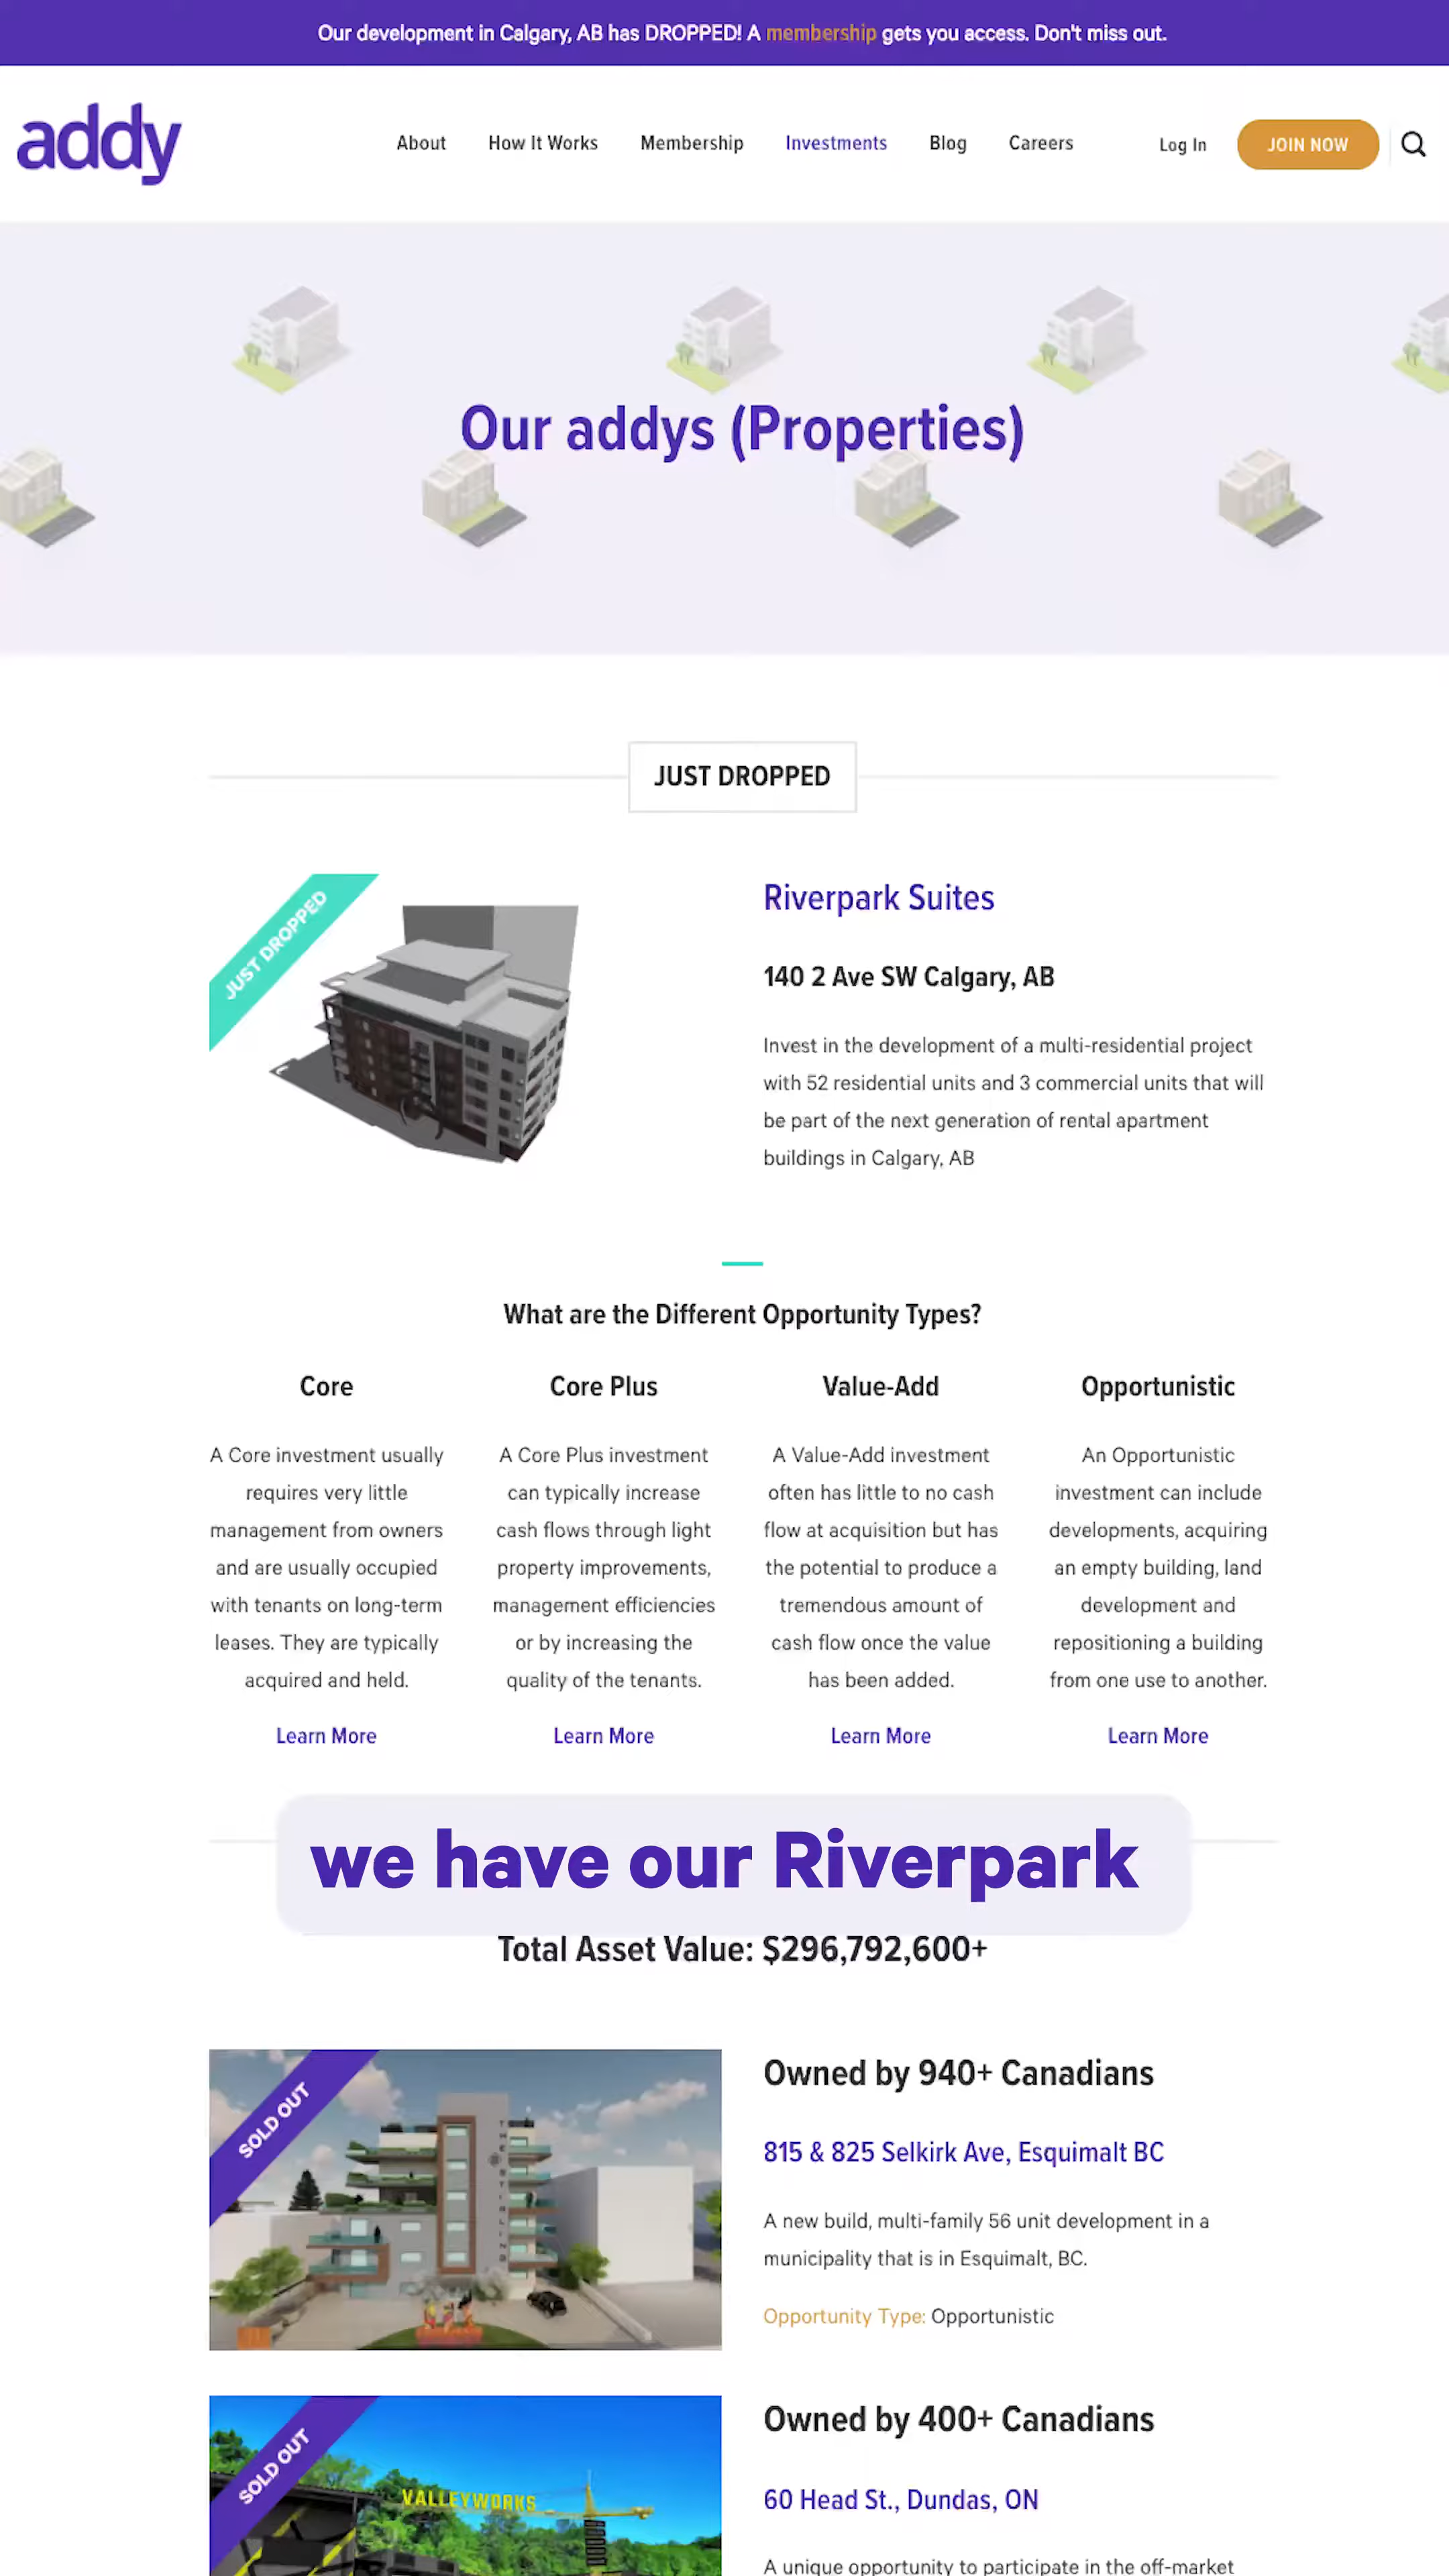 Our development in Calgary, AB has DROPPED! A membership gets you access. Don't miss out.
addy
About
How It Works
Membership
Investments
Blog
Careers
Log In
JOIN NOW
Our addys (Properties)
JUST DROPPED
JUST DROPPED
Riverpark Suites
140 2 Ave SW Calgary, AB
Invest in the development of a multi-residential project
with 52 residential units and 3 commercial units that will
be part of the next generation of rental apartment
buildings in Calgary, AB
What are the Different Opportunity Types?
Core
A Core investment usually
requires very little
management from owners
and are usually occupied
with tenants on long-term
leases. They are typically
acquired and held.
Learn More
Core Plus
A Core Plus investment
can typically increase
cash flows through light
property improvements,
management efficiencies
or by increasing the
quality of the tenants.
Learn More
Value-Add
A Value-Add investment
often has little to no cash
flow at acquisition but has
the potential to produce a
tremendous amount of
cash flow once the value
has been added.
Learn More
Opportunistic
An Opportunistic
investment can include
developments, acquiring
an empty building, land
development and
repositioning a building
from one use to another.
Learn More
we have our Riverpark
Total Asset Value: $296,792,600+
SOLD OUT
Owned by 940+ Canadians
815 & 825 Selkirk Ave, Esquimalt BC
A new build, multi-family 56 unit development in a
municipality that is in Esquimalt, BC.
Opportunity Type: Opportunistic
SOLD OUT
VALLEYWORKS
Owned by 400+ Canadians
60 Head St., Dundas, ON
A unique opportunity to participate in the off-market